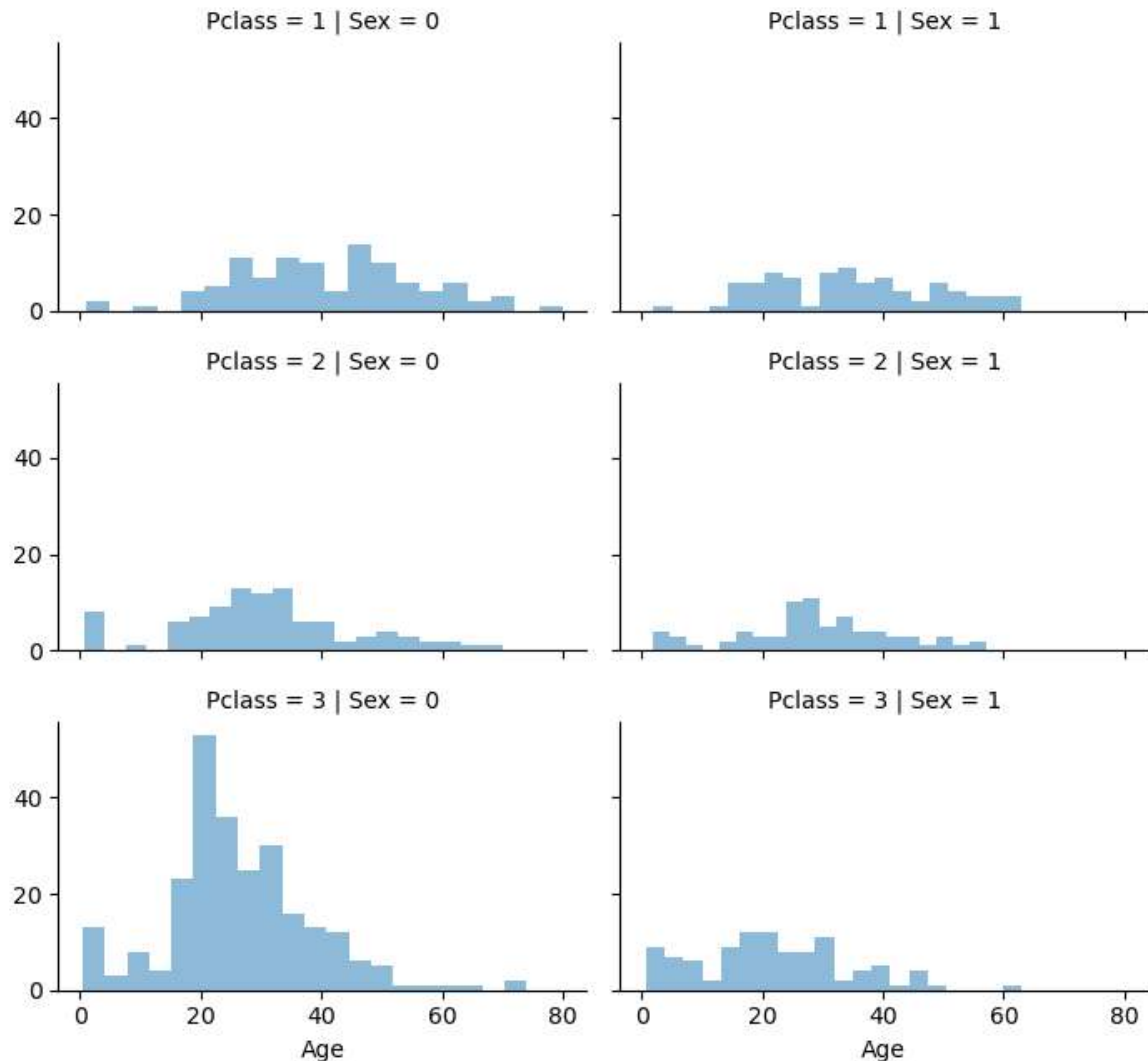 Pclass = 1 | Sex = 0
Pclass = 1 | Sex = 1
40
20
0
Pclass = 2 | Sex = 0
Pclass = 2 | Sex = 1
40
20
0
Pclass = 3 | Sex = 0
Pclass = 3 | Sex = 1
40
20
0
0 20 40 60 80
0 20 40 60 80
Age
Age